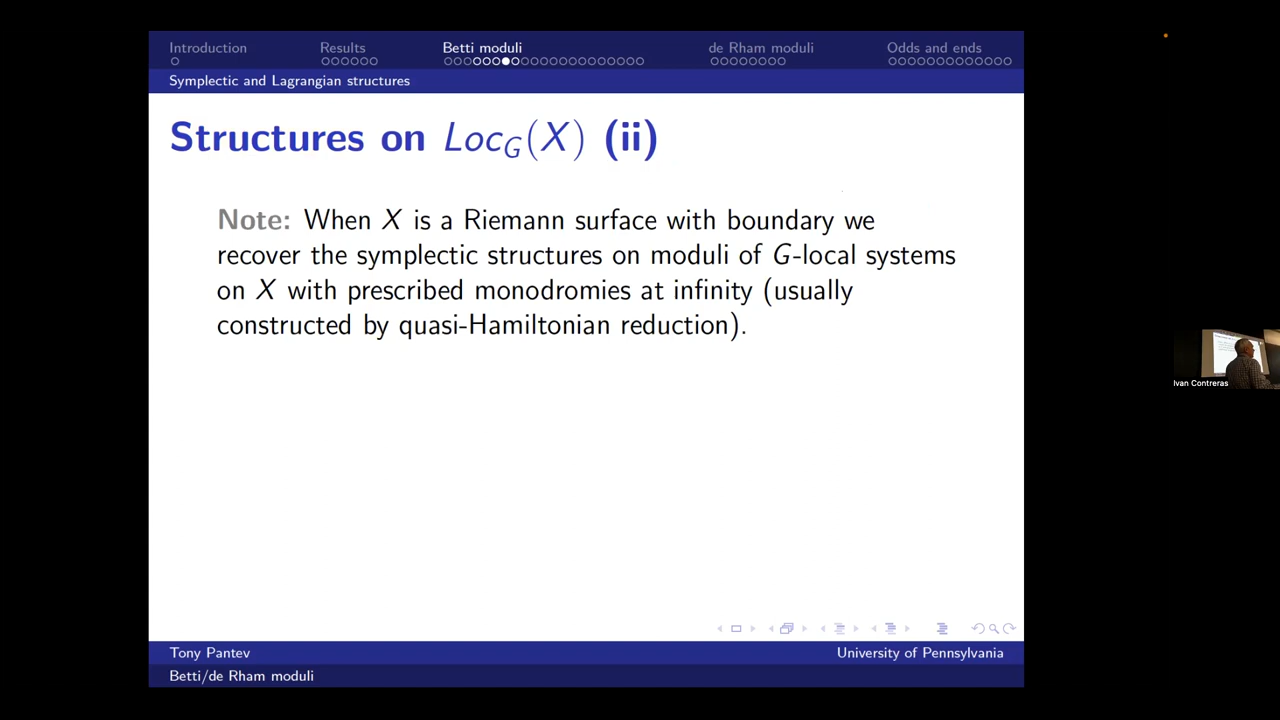 Introduction Results Betti moduli de Rham moduli Odds and ends
Symplectic and Lagrangian structures
Structures on Loc_G(X) (ii)
Note: When X is a Riemann surface with boundary we
recover the symplectic structures on moduli of G-local systems
on X with prescribed monodromies at infinity (usually
constructed by quasi-Hamiltonian reduction).
Ivan Contreras
Tony Pantev University of Pennsylvania
Betti/de Rham moduli